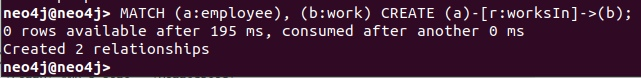 neo4j@neo4j> MATCH (a:employee), (b:work) CREATE (a)-[r:worksIn]->(b);
0 rows available after 195 ms, consumed after another 0 ms
Created 2 relationships
neo4j@neo4j>